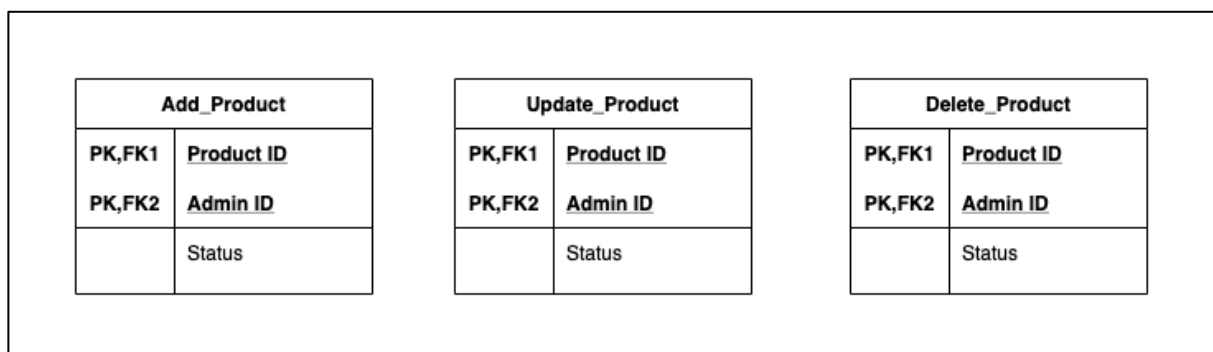 Add_Product
PK,FK1 Product ID
PK,FK2 Admin ID
Status
Update_Product
PK,FK1 Product ID
PK,FK2 Admin ID
Status
Delete_Product
PK,FK1 Product ID
PK,FK2 Admin ID
Status